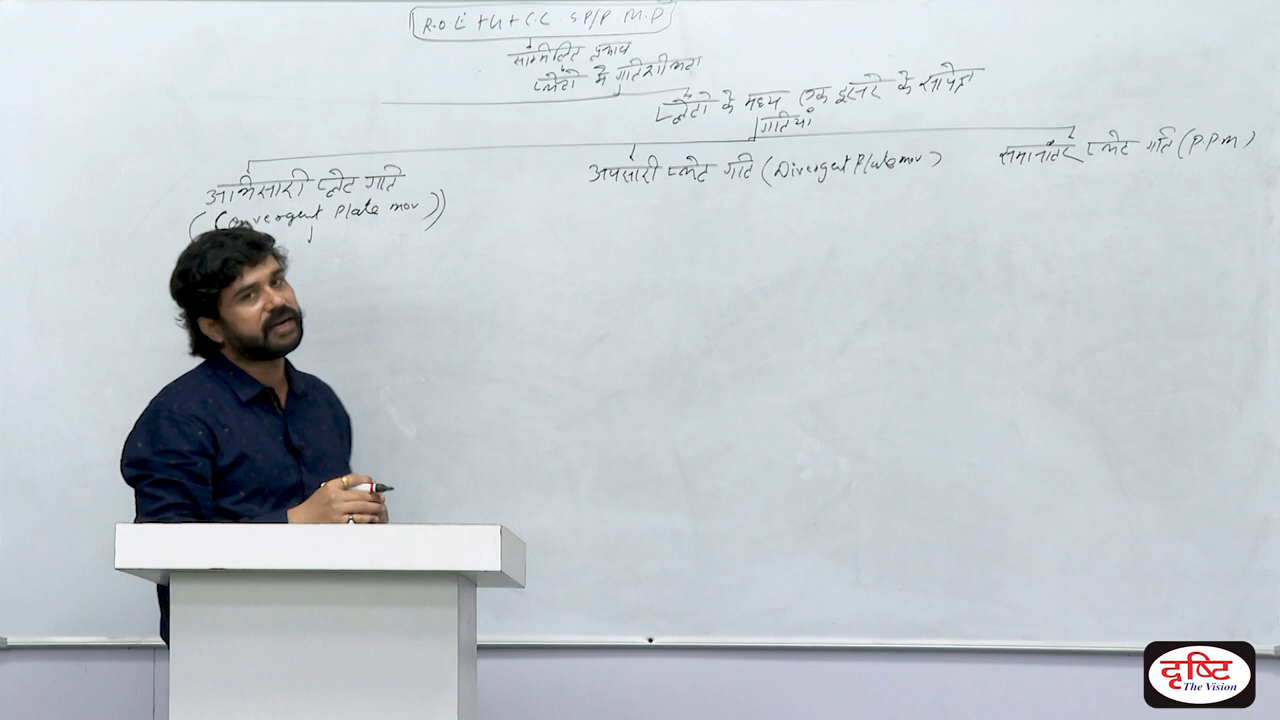 R.O.E + U + CC SP/P M.P
सम्मिलित प्रभाव
प्लेटों में गतिशीलता
प्लेटों के मध्य एक दूसरे के सापेक्ष
गतियां
अभिसारी प्लेट गति
(Convergent Plate mov))
अपसारी प्लेट गति (Divergent Plate mov)
समानांतर प्लेट गति (P.P.M)
दृष्टि
The Vision